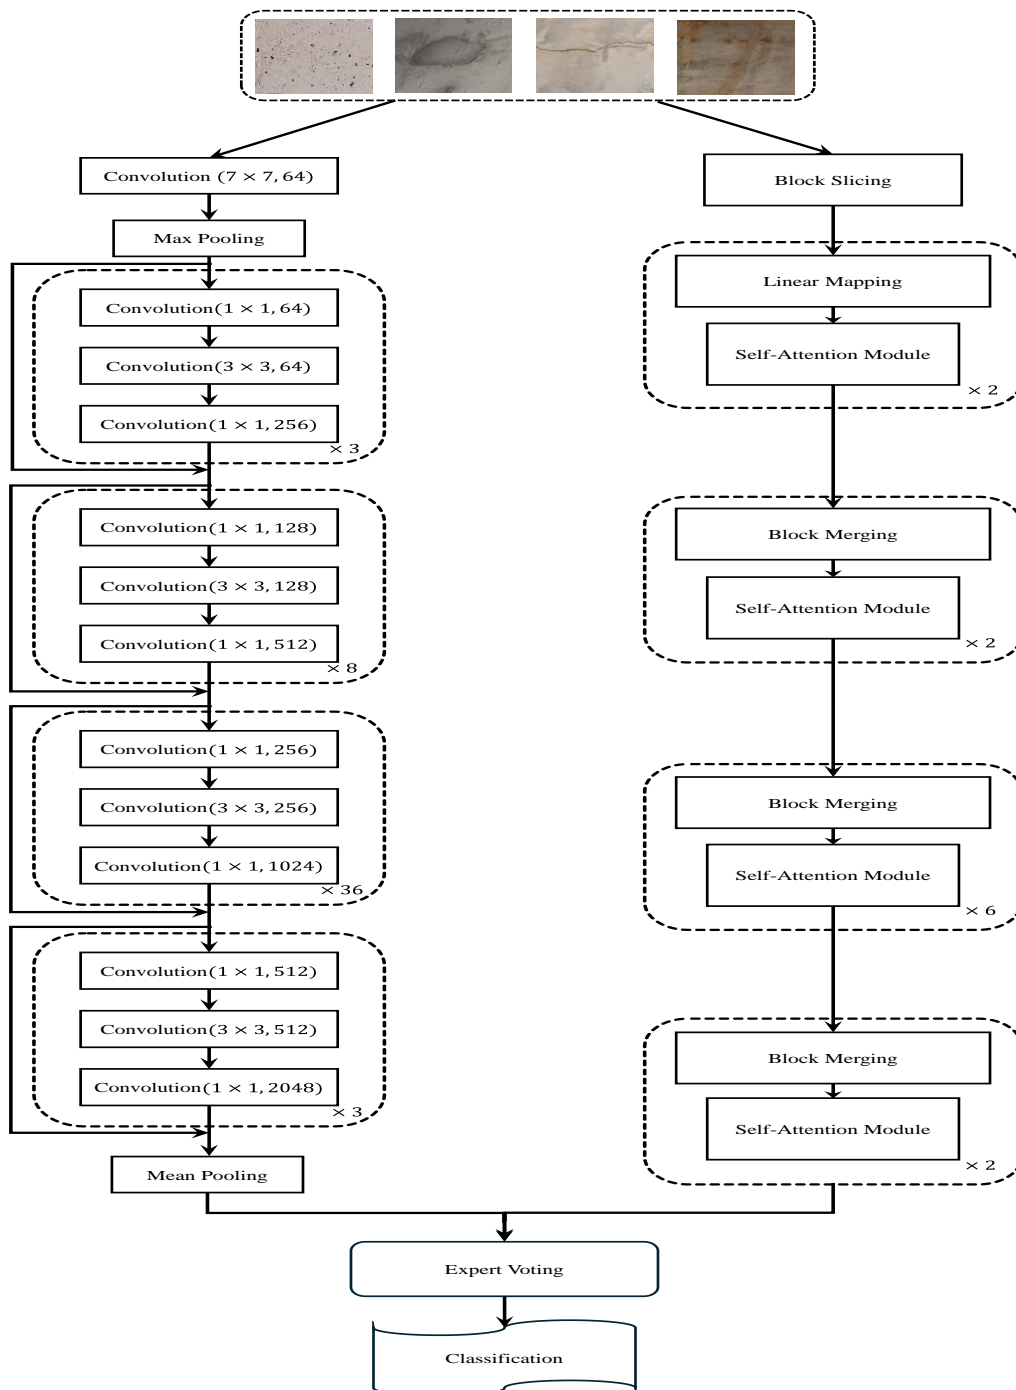 Convolution (7 × 7, 64)
Max Pooling
Convolution(1 × 1, 64)
Convolution(3 × 3, 64)
Convolution(1 × 1, 256)
× 3
Convolution(1 × 1, 128)
Convolution(3 × 3, 128)
Convolution(1 × 1, 512)
× 8
Convolution(1 × 1, 256)
Convolution(3 × 3, 256)
Convolution(1 × 1, 1024)
× 36
Convolution(1 × 1, 512)
Convolution(3 × 3, 512)
Convolution(1 × 1, 2048)
× 3
Mean Pooling
Block Slicing
Linear Mapping
Self-Attention Module
× 2
Block Merging
Self-Attention Module
× 2
Block Merging
Self-Attention Module
× 6
Block Merging
Self-Attention Module
× 2
Expert Voting
Classification